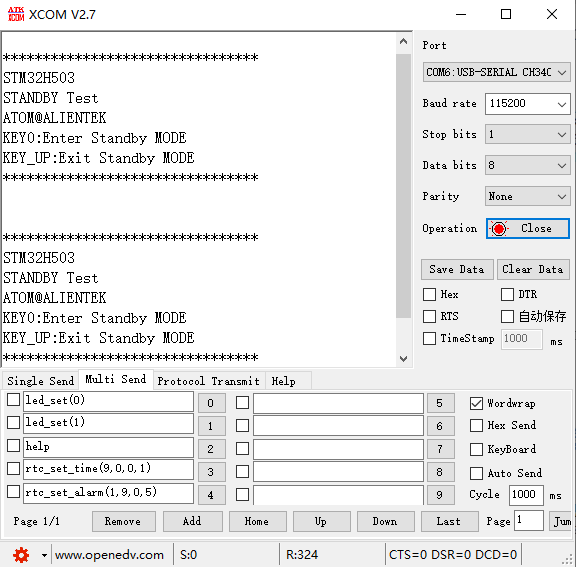 ATK XCOM XCOM V2.7
*********************************
STM32H503
STANDBY Test
ATOM@ALIENTEK
KEY0:Enter Standby MODE
KEY_UP:Exit Standby MODE
*********************************
*********************************
STM32H503
STANDBY Test
ATOM@ALIENTEK
KEY0:Enter Standby MODE
KEY_UP:Exit Standby MODE
*********************************
Port
COM6:USB-SERIAL CH340
Baud rate 115200
Stop bits 1
Data bits 8
Parity None
Operation Close
Save Data Clear Data
Hex DTR
RTS 自动保存
TimeStamp 1000 ms
Single Send Multi Send Protocol Transmit Help
led_set(0) 0 5 Wordwrap
led_set(1) 1 6 Hex Send
help 2 7 KeyBoard
rtc_set_time(9,0,0,1) 3 8 Auto Send
rtc_set_alarm(1,9,0,5) 4 9 Cycle 1000 ms
Page 1/1 Remove Add Home Up Down Last Page 1 Jum
www.openedv.com S:0 R:324 CTS=0 DSR=0 DCD=0